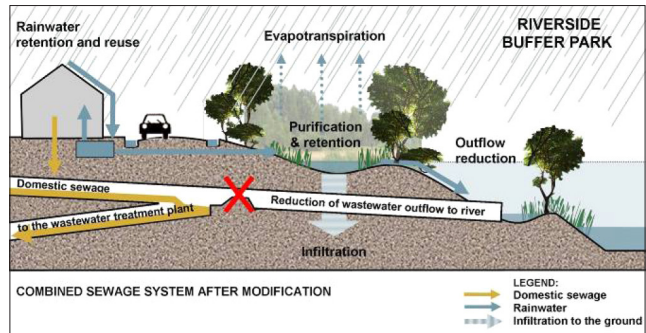 Rainwater
retention and reuse
Evapotranspiration
RIVERSIDE
BUFFER PARK
Purification
& retention
Outflow
reduction
Domestic sewage
Reduction of wastewater outflow to river
to the wastewater treatment plant
Infiltration
COMBINED SEWAGE SYSTEM AFTER MODIFICATION
LEGEND:
Domestic sewage
Rainwater
Infiltration to the ground